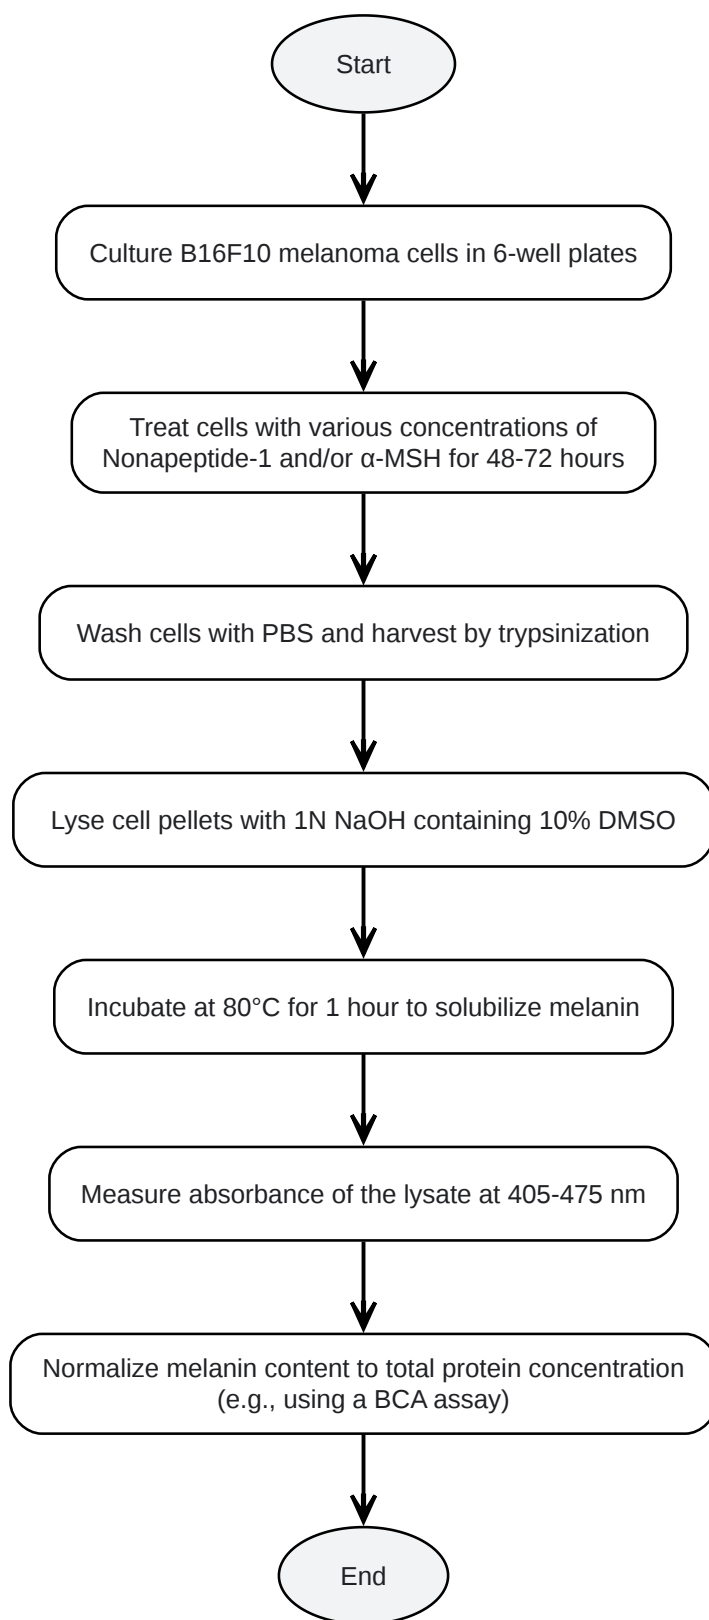 Start
Culture B16F10 melanoma cells in 6-well plates
Treat cells with various concentrations of
Nonapeptide-1 and/or α-MSH for 48-72 hours
Wash cells with PBS and harvest by trypsinization
Lyse cell pellets with 1N NaOH containing 10% DMSO
Incubate at 80°C for 1 hour to solubilize melanin
Measure absorbance of the lysate at 405-475 nm
Normalize melanin content to total protein concentration
(e.g., using a BCA assay)
End